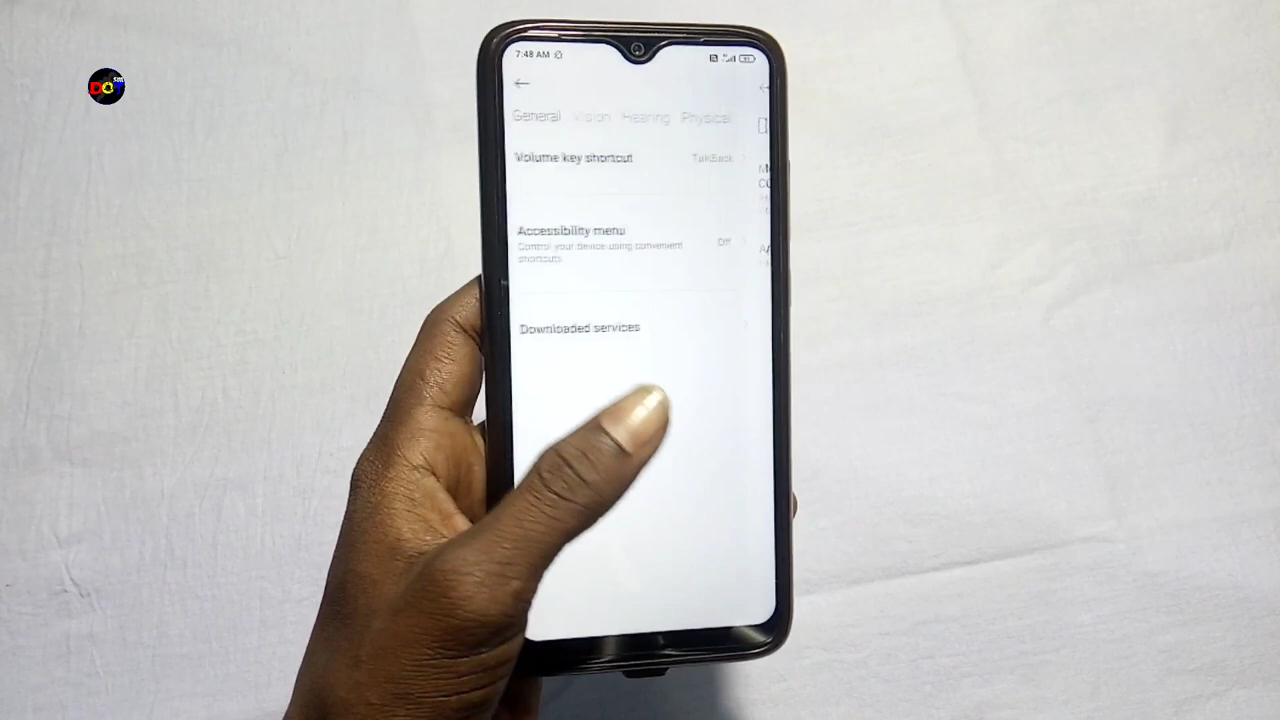 DOT
7:48 AM
General Vision Hearing Physical
Volume key shortcut TalkBack
Accessibility menu Off
Control your device using convenient
shortcuts
Downloaded services